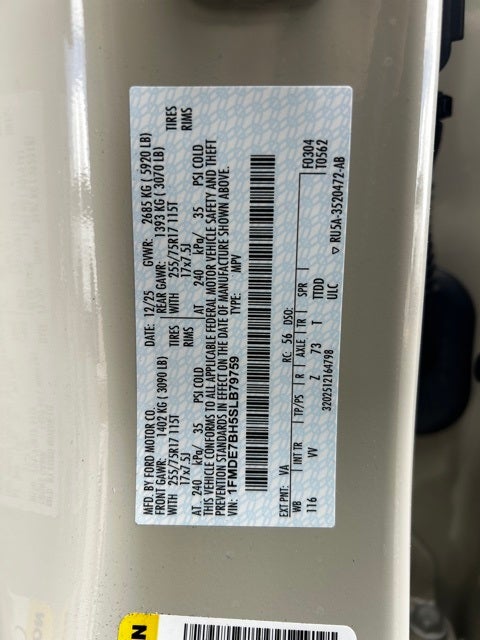 MFD. BY FORD MOTOR CO.
DATE: 12/25 GVWR: 2685 KG ( 5920 LB)
FRONT GAWR: 1402 KG ( 3090 LB) REAR GAWR: 1393 KG ( 3070 LB)
WITH 255/75R17 115T TIRES WITH 255/75R17 115T TIRES
17x7.5J RIMS 17x7.5J RIMS
AT 240 kPa/ 35 PSI COLD AT 240 kPa/ 35 PSI COLD
THIS VEHICLE CONFORMS TO ALL APPLICABLE FEDERAL MOTOR VEHICLE SAFETY AND THEFT
PREVENTION STANDARDS IN EFFECT ON THE DATE OF MANUFACTURE SHOWN ABOVE.
VIN: 1FMDE7BH5SLB79759 TYPE: MPV
EXT PNT: VA RC: 56 DSO: F0304
T0562
WB INT TR TP/PS R AXLE TR SPR
116 VV Z 73 T TTDD
ULC
3202512164798
▽ RU5A-3520472-AB